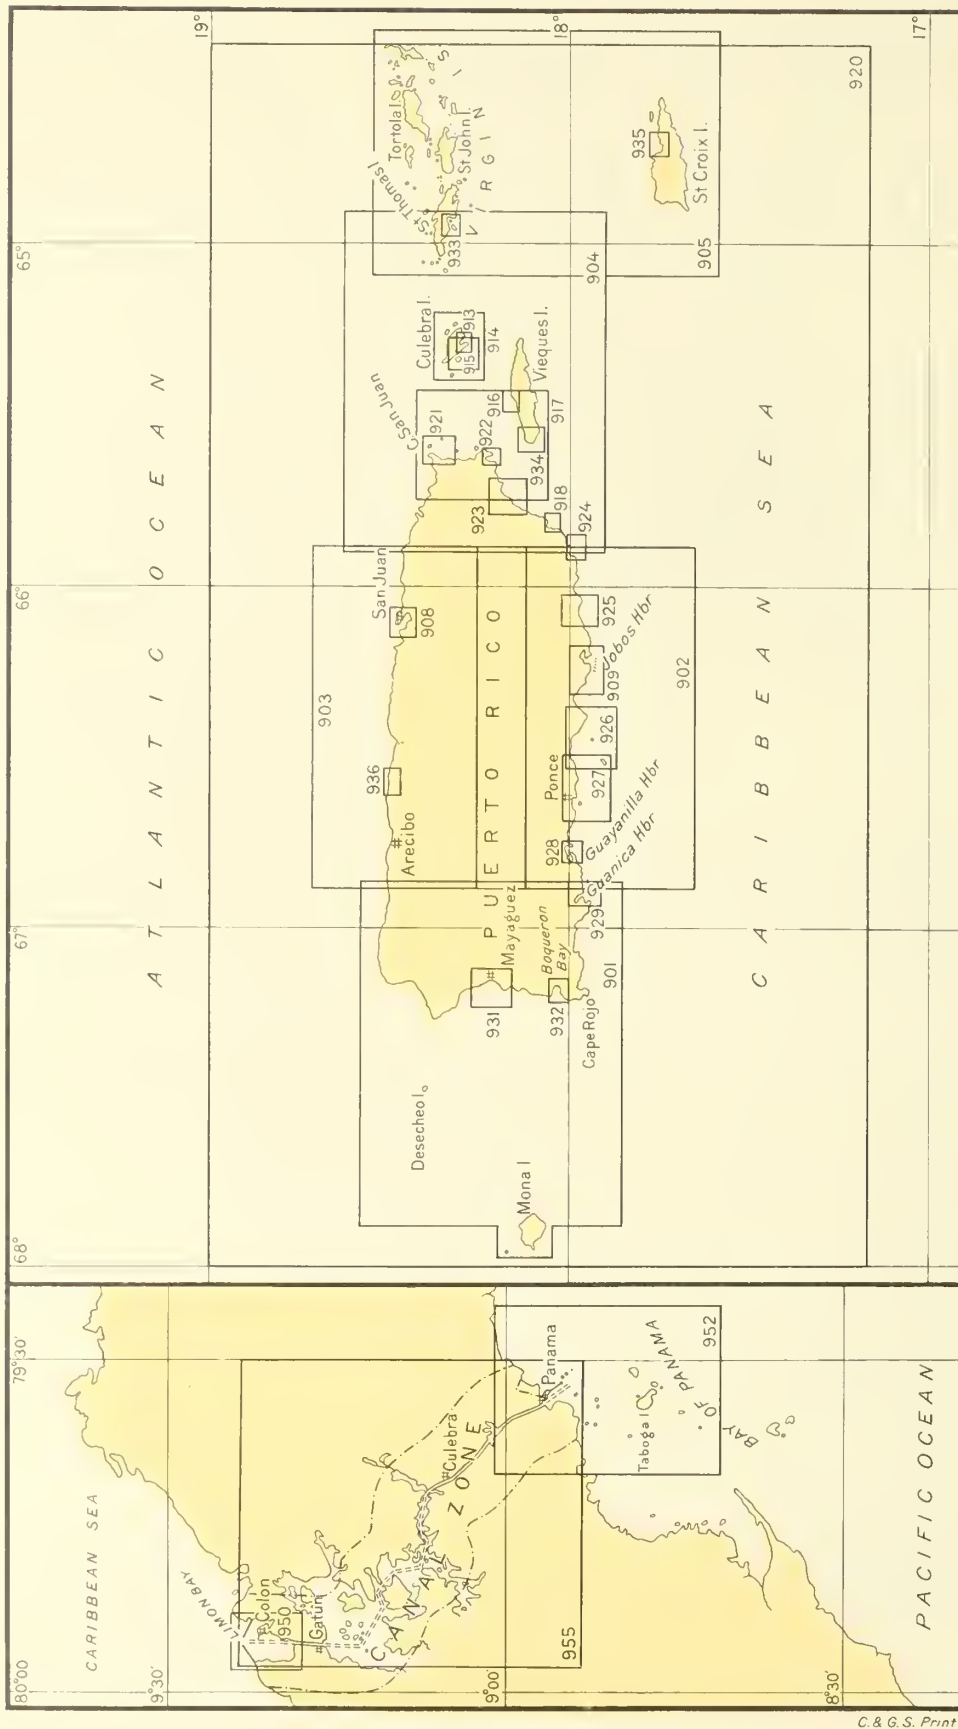 80°00'
79°30'
68°
67°
66°
65°
CARIBBEAN SEA
ATLANTIC OCEAN
9°30'
9°00'
8°30'
19°
18°
17°
LIMON BAY
Colon
950
Gatun
CANAL ZONE
Culebra
Panama
955
952
Taboga I
BAY OF PANAMA
PACIFIC OCEAN
903
936
Arecibo
San Juan
908
C. San Juan
921
Culebra I.
915
913
914
St Thomas I
933
Tortola I.
St John I.
VIRGIN IS
Desecheo I.
Mona I
931
Mayaguez
PUERTO RICO
932
Boqueron
Bay
Cape Rojo
901
929
Guanica Hbr
928
Guayanilla Hbr
Ponce
927
926
909
Jobos Hbr
925
902
924
918
923
922
934
916
917
Vieques I.
904
905
935
St Croix I.
920
CARIBBEAN SEA
C. & G. S. Print